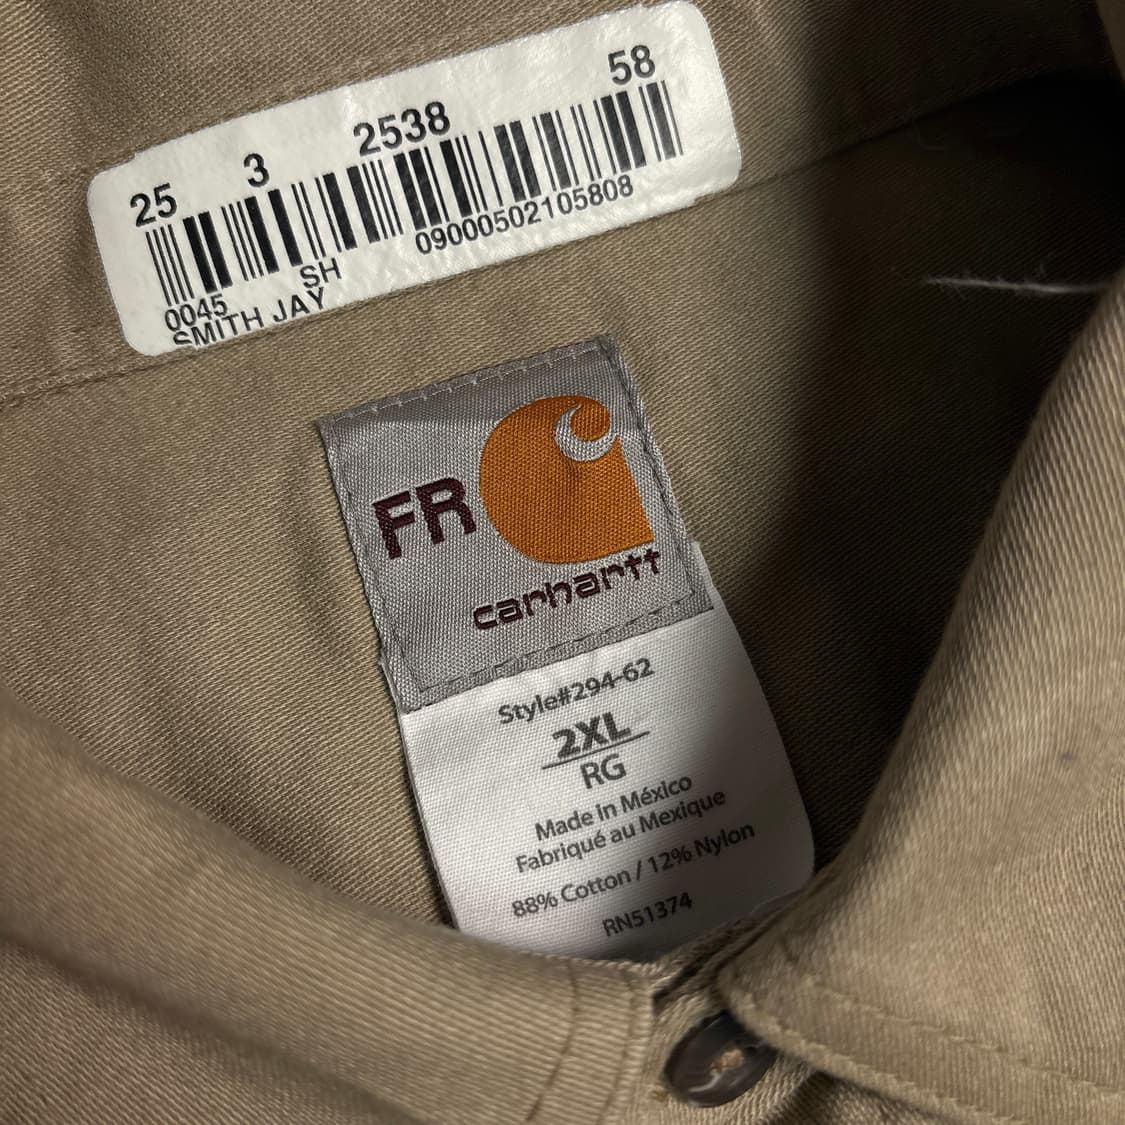 25 3 2538 58
09000502105808
0045 SH
SMITH JAY
FR
carhartt
Style#294-62
2XL
RG
Made In México
Fabriqué au Mexique
88% Cotton / 12% Nylon
RN51374